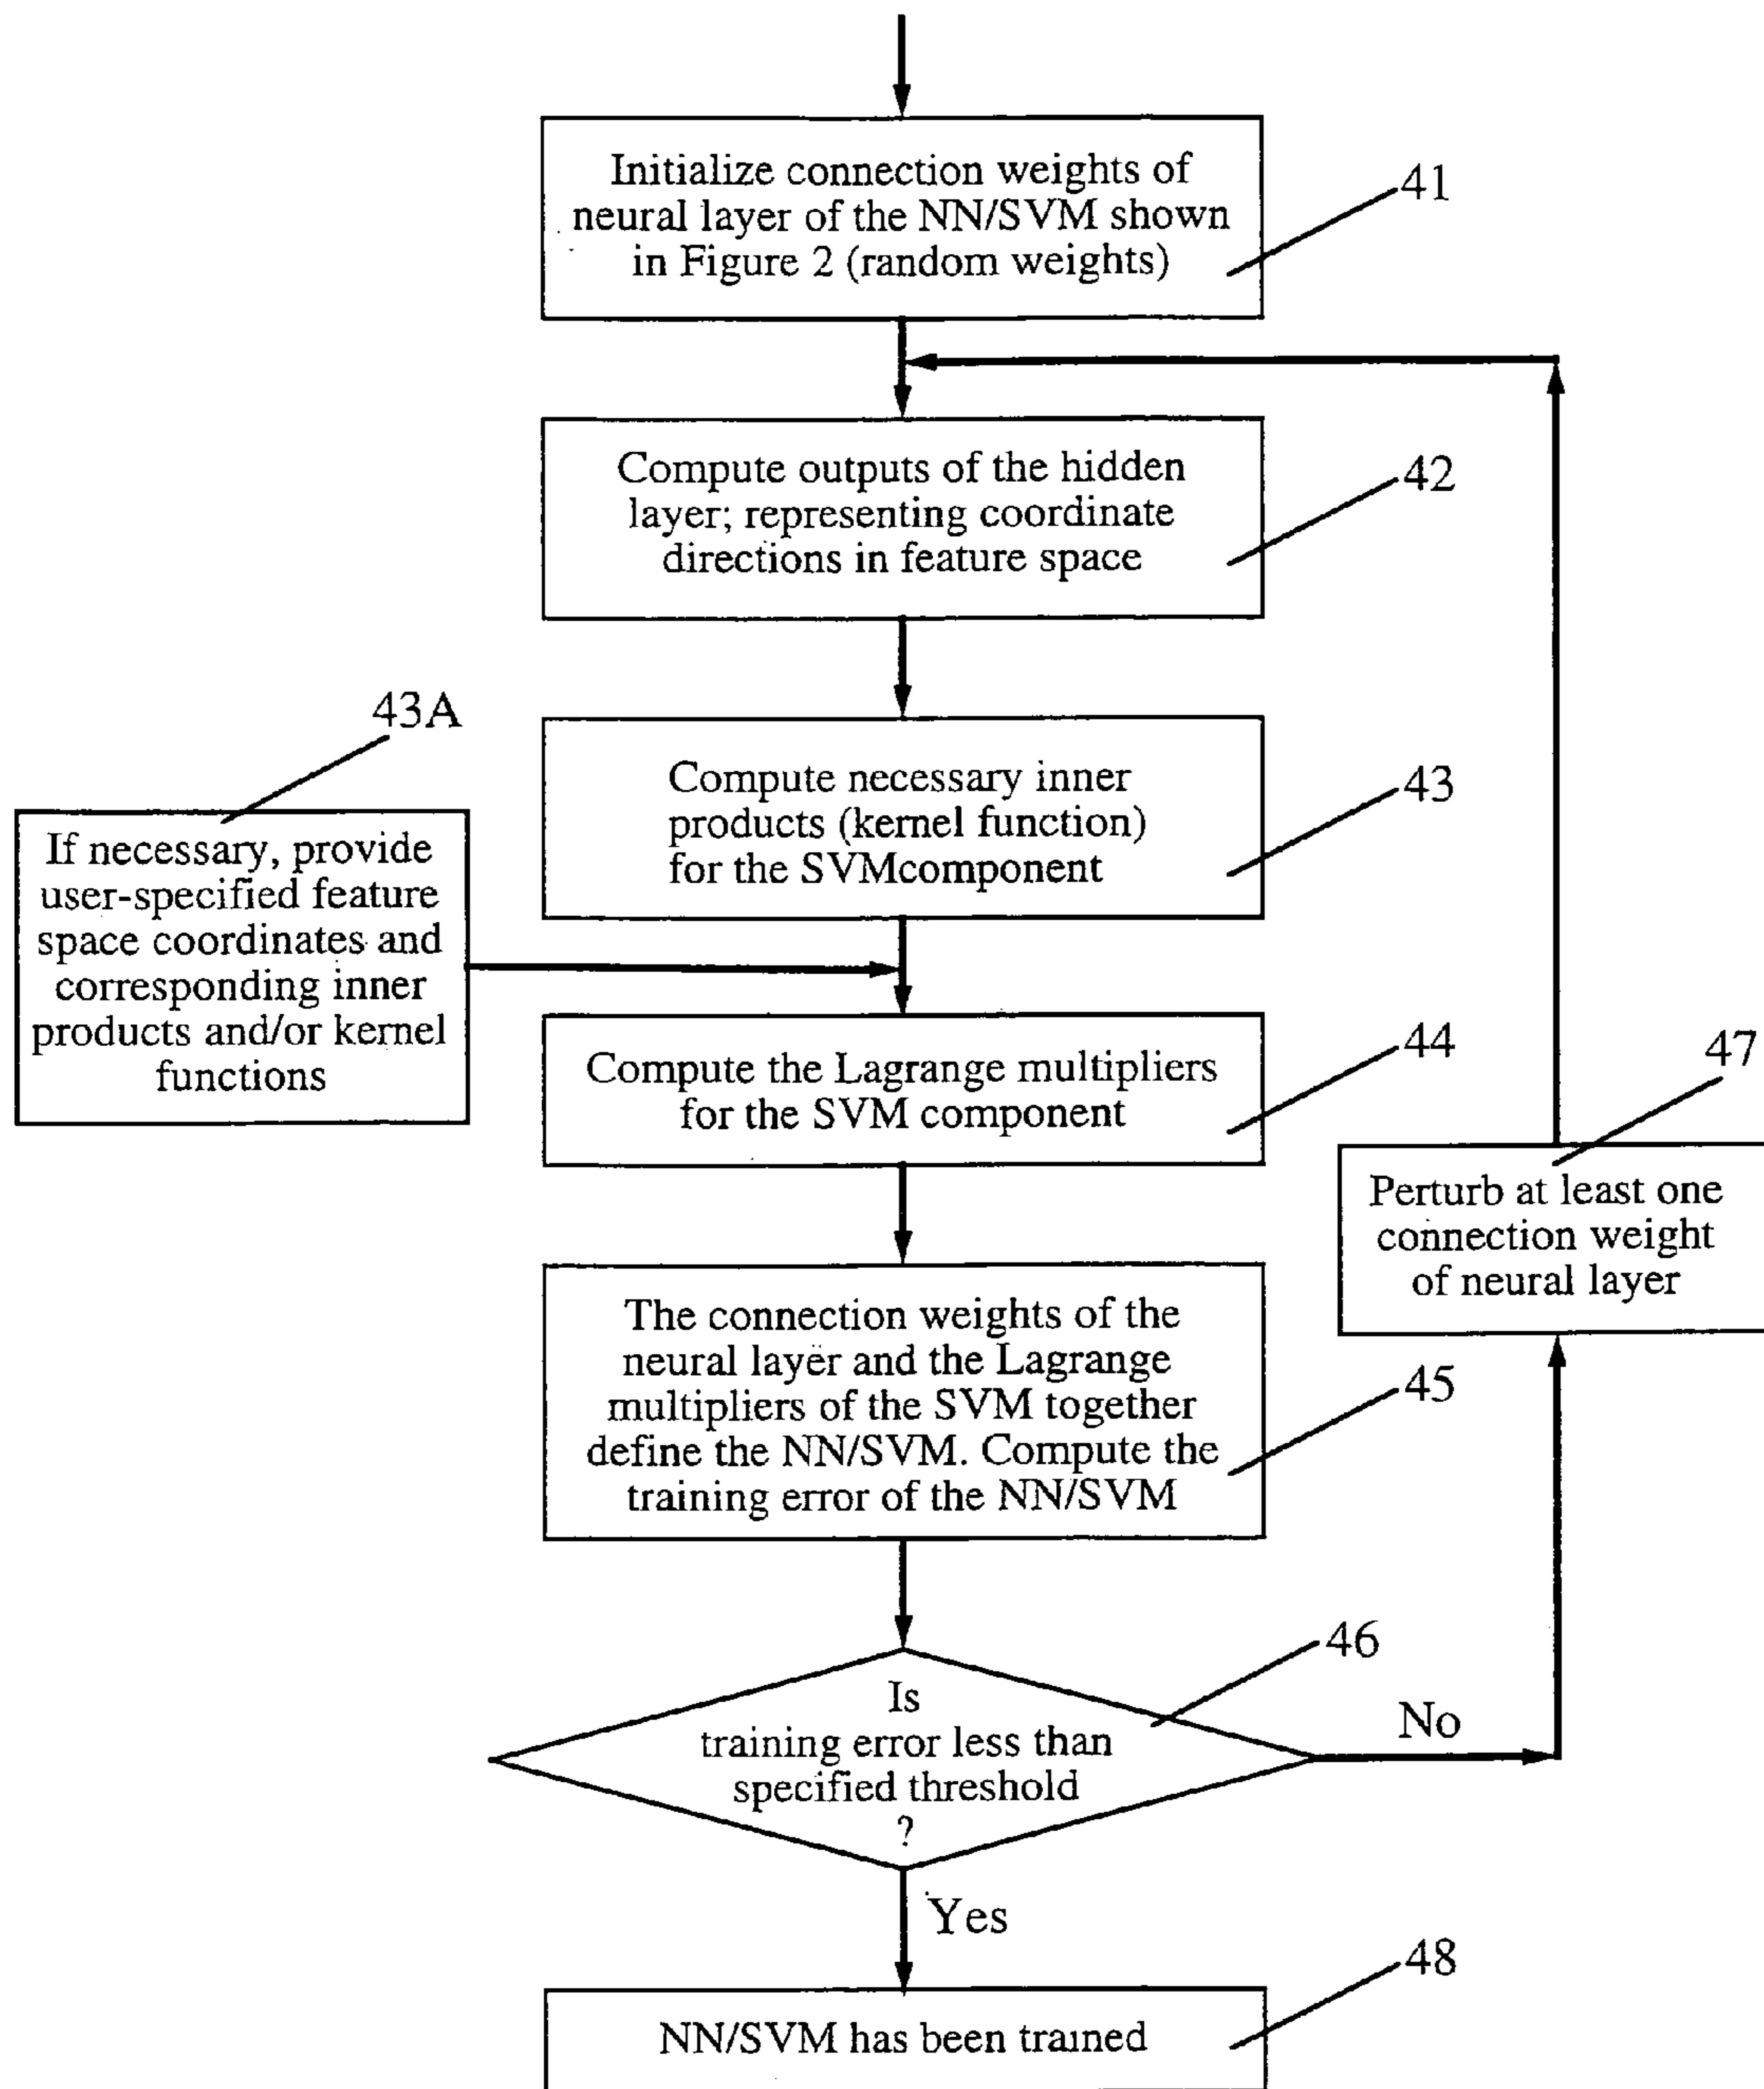 Initialize connection weights of
neural layer of the NN/SVM shown
in Figure 2 (random weights)
41
Compute outputs of the hidden
layer; representing coordinate
directions in feature space
42
43A
If necessary, provide
user-specified feature
space coordinates and
corresponding inner
products and/or kernel
functions
Compute necessary inner
products (kernel function)
for the SVMcomponent
43
Compute the Lagrange multipliers
for the SVM component
44
47
Perturb at least one
connection weight
of neural layer
The connection weights of the
neural layer and the Lagrange
multipliers of the SVM together
define the NN/SVM. Compute the
training error of the NN/SVM
45
Is
training error less than
specified threshold
?
46
No
Yes
NN/SVM has been trained
48